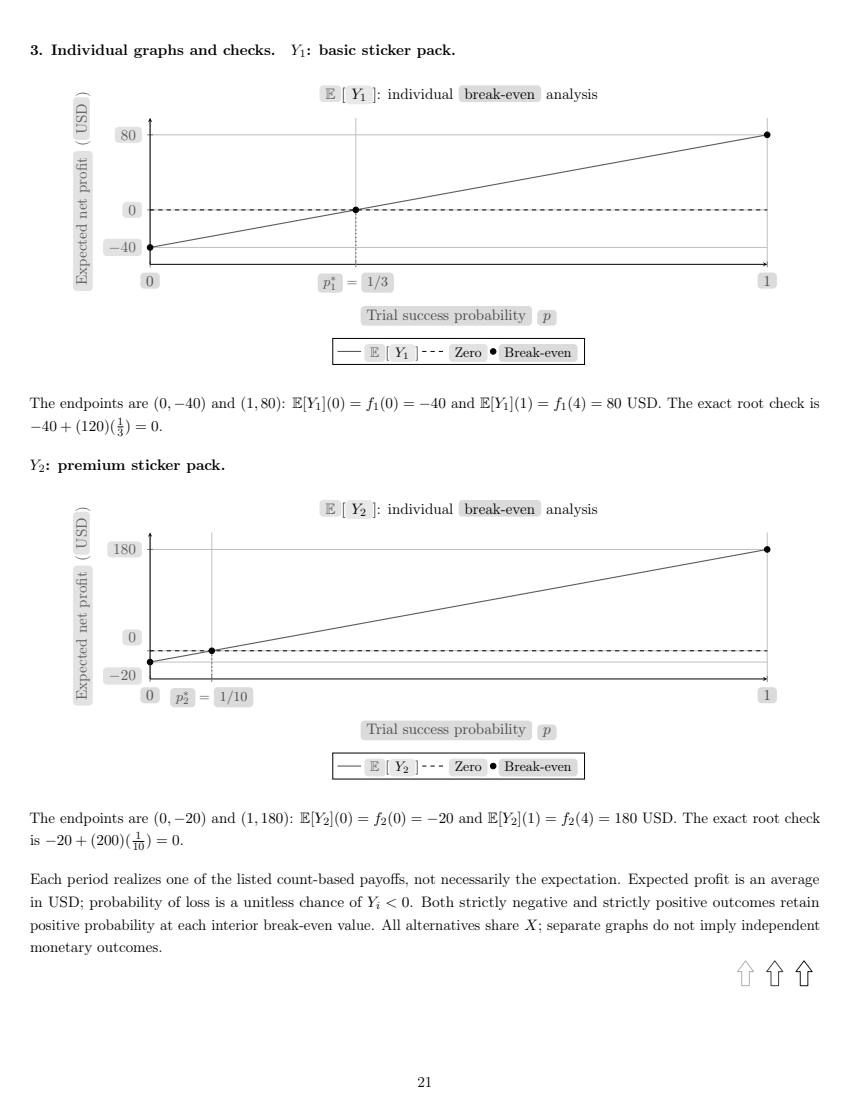 3. Individual graphs and checks. Y₁: basic sticker pack.
𝔼[Y₁]: individual break-even analysis
Expected net profit (USD)
80
0
−40
0
p₁* = 1/3
1
Trial success probability p
𝔼[Y₁] Zero Break-even
The endpoints are (0, −40) and (1, 80): 𝔼[Y₁](0) = f₁(0) = −40 and 𝔼[Y₁](1) = f₁(4) = 80 USD. The exact root check is
−40 + (120)(1/3) = 0.
Y₂: premium sticker pack.
𝔼[Y₂]: individual break-even analysis
Expected net profit (USD)
180
0
−20
0
p₂* = 1/10
1
Trial success probability p
𝔼[Y₂] Zero Break-even
The endpoints are (0, −20) and (1, 180): 𝔼[Y₂](0) = f₂(0) = −20 and 𝔼[Y₂](1) = f₂(4) = 180 USD. The exact root check
is −20 + (200)(1/10) = 0.
Each period realizes one of the listed count-based payoffs, not necessarily the expectation. Expected profit is an average
in USD; probability of loss is a unitless chance of Yᵢ < 0. Both strictly negative and strictly positive outcomes retain
positive probability at each interior break-even value. All alternatives share X; separate graphs do not imply independent
monetary outcomes.
21